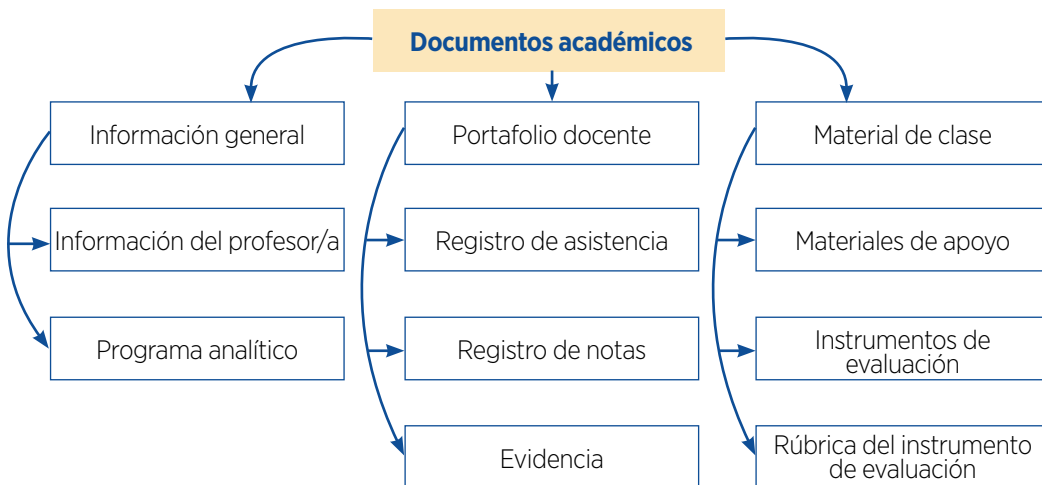 Documentos académicos
Información general
Portafolio docente
Material de clase
Información del profesor/a
Registro de asistencia
Materiales de apoyo
Programa analítico
Registro de notas
Instrumentos de
evaluación
Evidencia
Rúbrica del instrumento
de evaluación